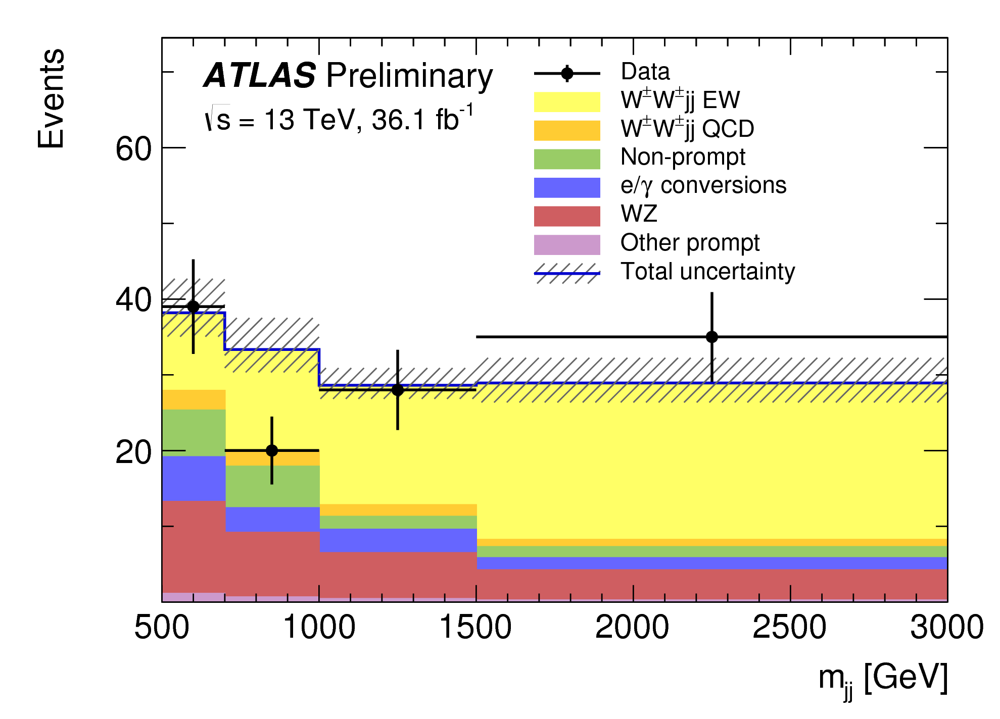 Events
ATLAS Preliminary
√s = 13 TeV, 36.1 fb⁻¹
Data
W±W±jj EW
W±W±jj QCD
Non-prompt
e/γ conversions
WZ
Other prompt
Total uncertainty
60
40
20
500 1000 1500 2000 2500 3000
m_jj [GeV]